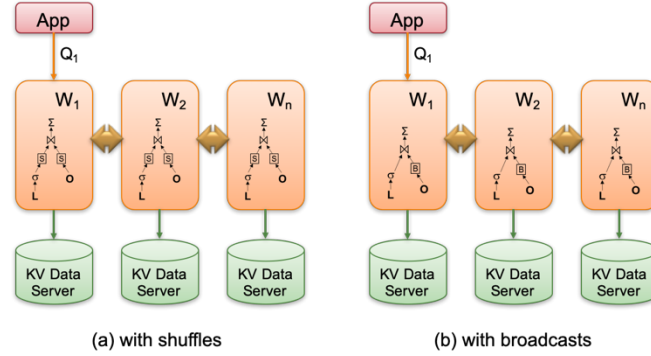 App
Q1
W1
W2
Wn
Σ
⋈
S S
σ
L O
Σ
⋈
S S
σ
L O
Σ
⋈
S S
σ
L O
KV Data
Server
KV Data
Server
KV Data
Server
(a) with shuffles
App
Q1
W1
W2
Wn
Σ
⋈
B
σ
L O
Σ
⋈
B
σ
L O
Σ
⋈
B
σ
L O
KV Data
Server
KV Data
Server
KV Data
Server
(b) with broadcasts